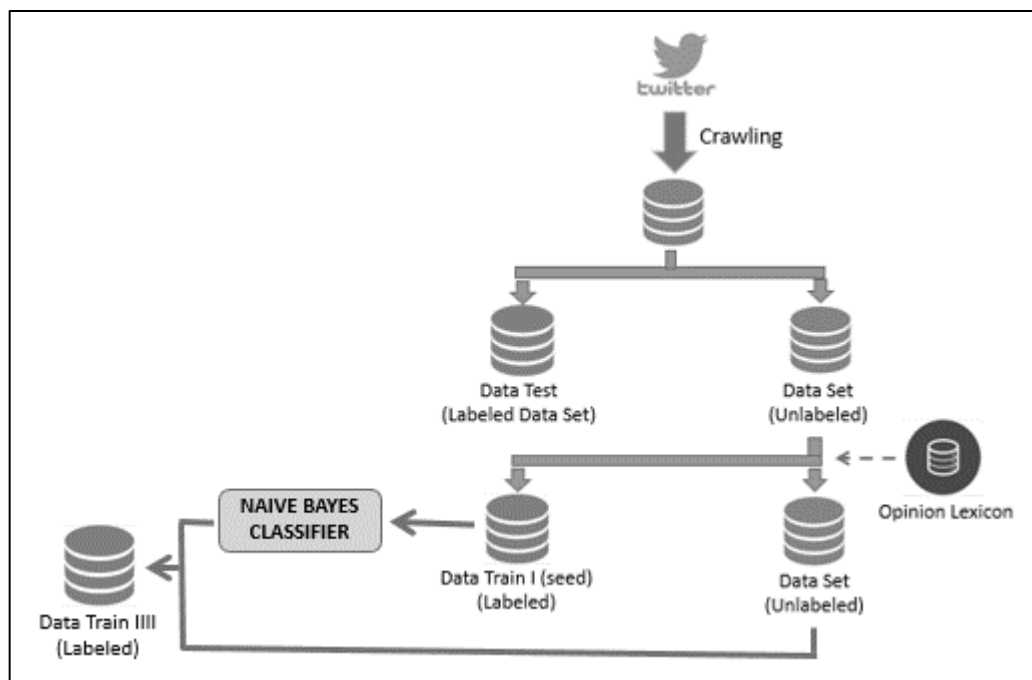 twitter
Crawling
Data Test
(Labeled Data Set)
Data Set
(Unlabeled)
Opinion Lexicon
NAIVE BAYES
CLASSIFIER
Data Train I (seed)
(Labeled)
Data Set
(Unlabeled)
Data Train IIII
(Labeled)